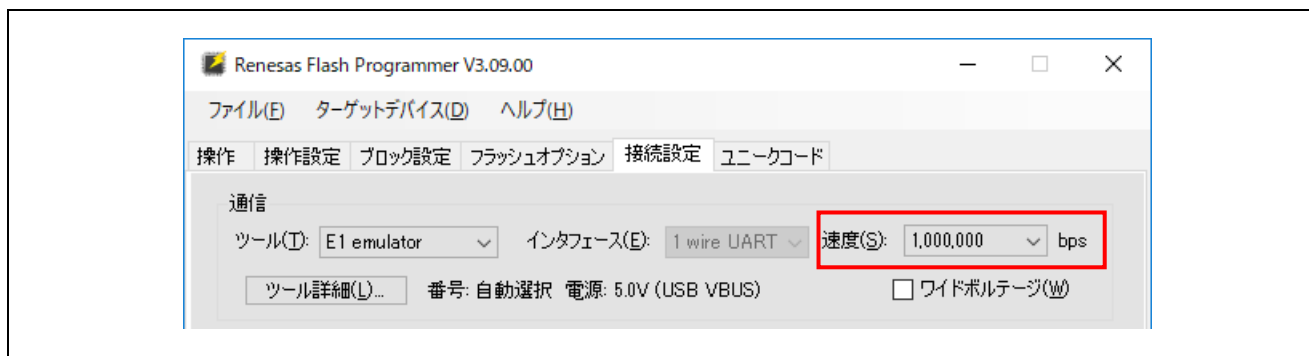 Renesas Flash Programmer V3.09.00
ファイル(F) ターゲットデバイス(D) ヘルプ(H)
操作 操作設定 ブロック設定 フラッシュオプション 接続設定 ユニークコード
通信
ツール(T): E1 emulator インタフェース(E): 1 wire UART 速度(S): 1,000,000 bps
ツール詳細(L)... 番号: 自動選択 電源: 5.0V (USB VBUS) ワイドボルテージ(W)